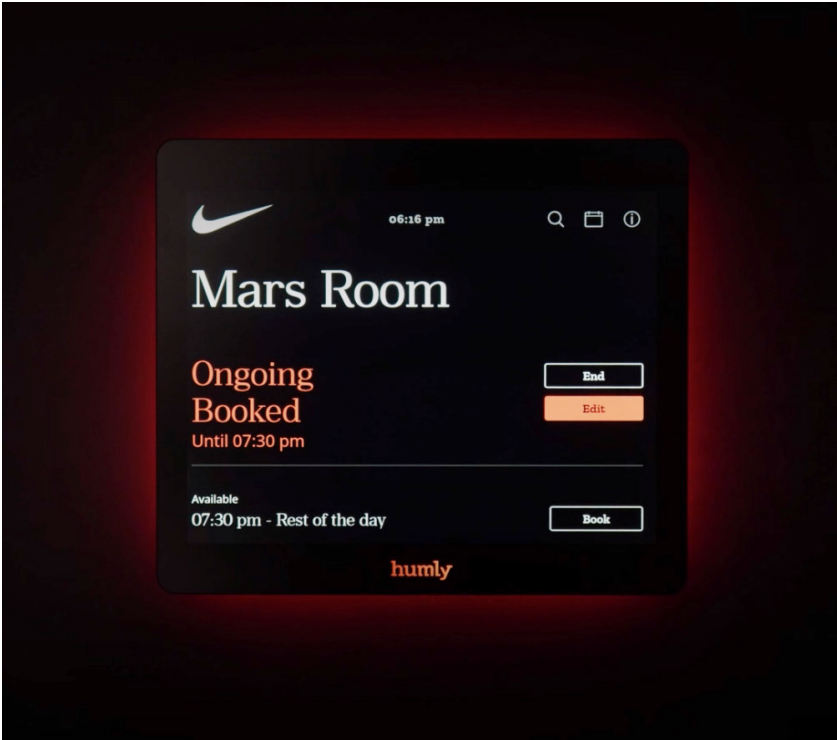 06:16 pm
Mars Room
Ongoing
Booked
Until 07:30 pm
End
Edit
Available
07:30 pm - Rest of the day
Book
humly